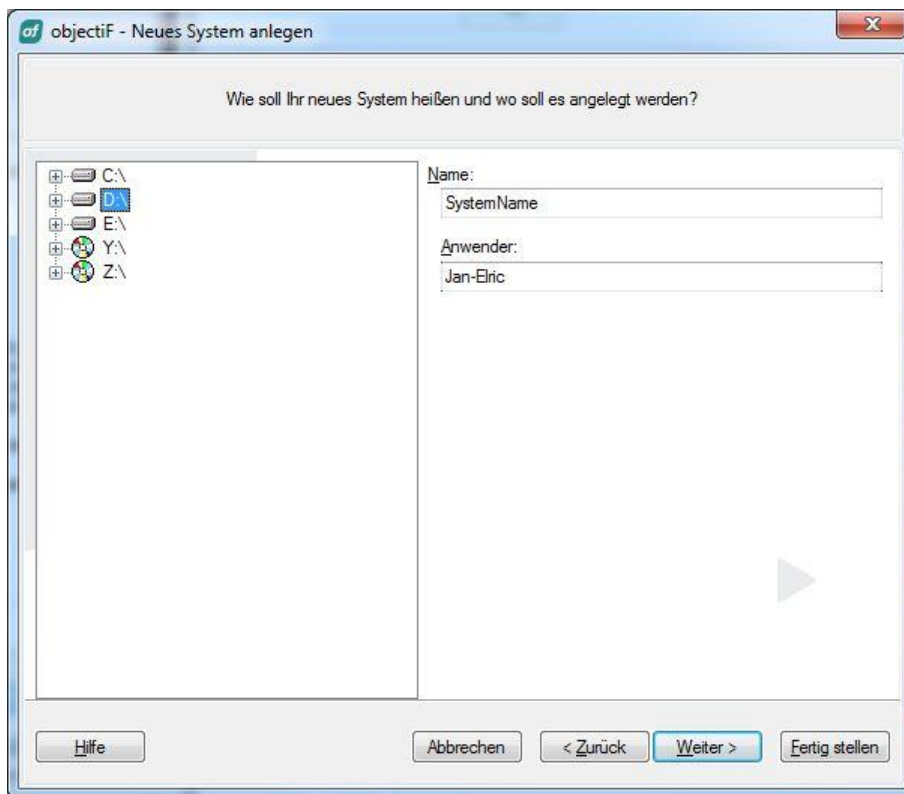 of objectiF - Neues System anlegen
Wie soll Ihr neues System heißen und wo soll es angelegt werden?
C:\
D:\
E:\
Y:\
Z:\
Name:
SystemName
Anwender:
Jan-Elric
Hilfe
Abbrechen
< Zurück
Weiter >
Fertig stellen